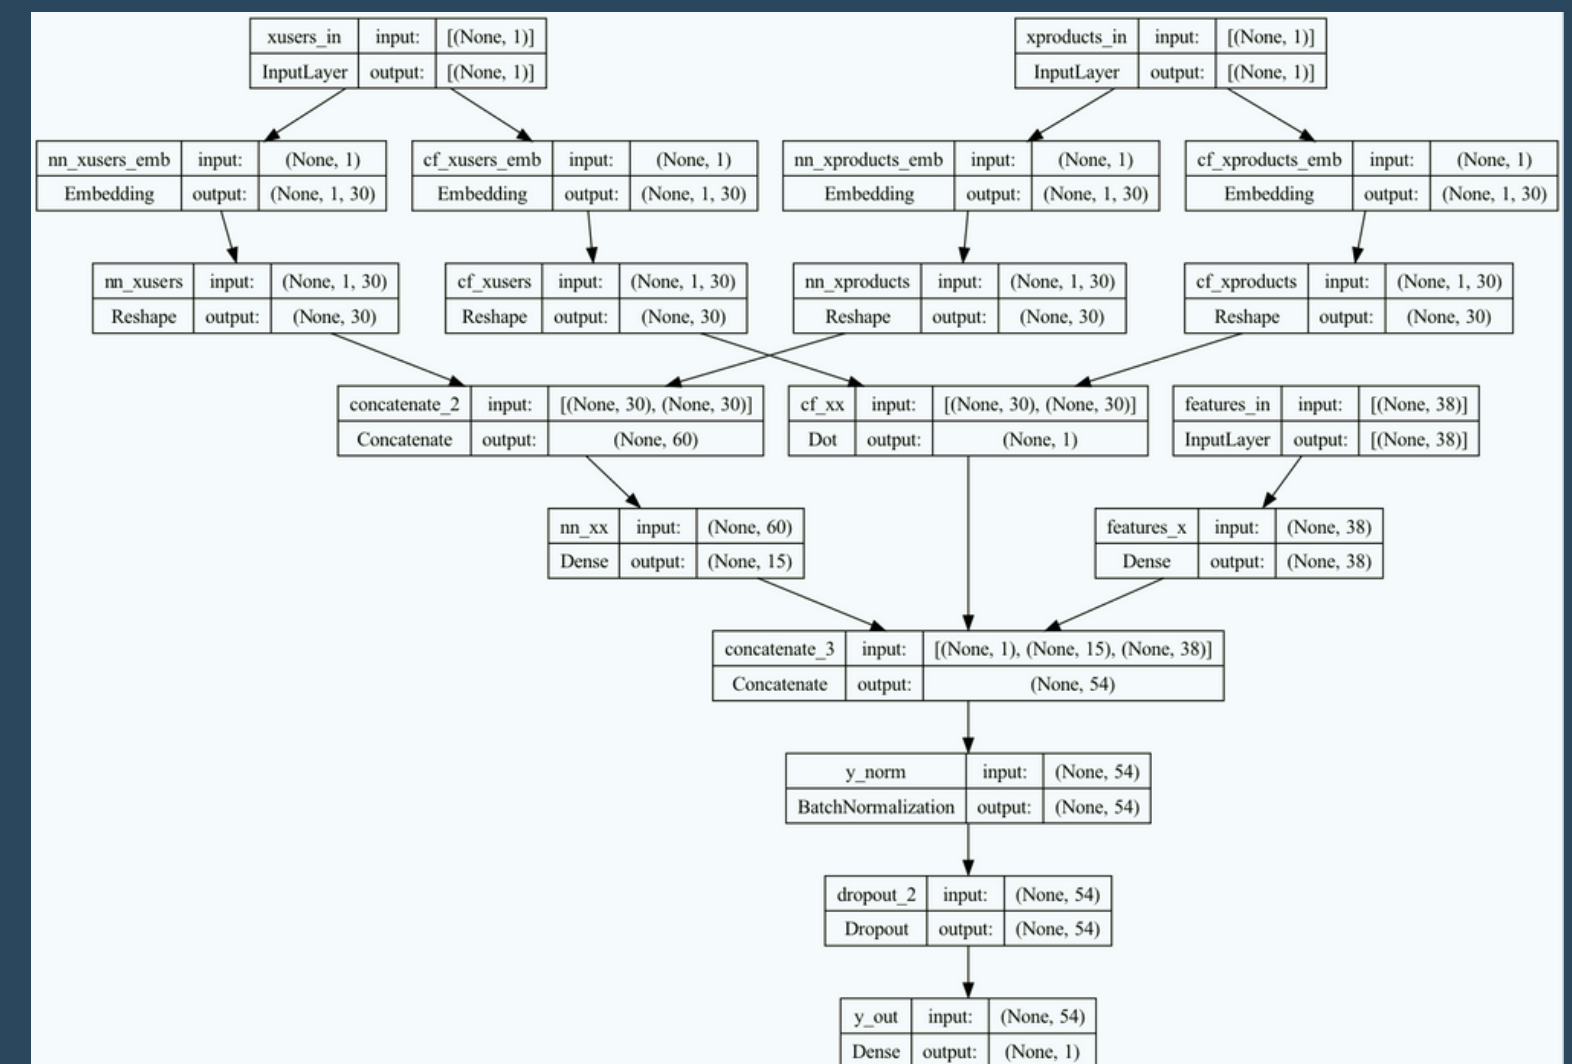 xusers_in input: [(None, 1)]
InputLayer output: [(None, 1)]
xproducts_in input: [(None, 1)]
InputLayer output: [(None, 1)]
nn_xusers_emb input: (None, 1)
Embedding output: (None, 1, 30)
cf_xusers_emb input: (None, 1)
Embedding output: (None, 1, 30)
nn_xproducts_emb input: (None, 1)
Embedding output: (None, 1, 30)
cf_xproducts_emb input: (None, 1)
Embedding output: (None, 1, 30)
nn_xusers input: (None, 1, 30)
Reshape output: (None, 30)
cf_xusers input: (None, 1, 30)
Reshape output: (None, 30)
nn_xproducts input: (None, 1, 30)
Reshape output: (None, 30)
cf_xproducts input: (None, 1, 30)
Reshape output: (None, 30)
concatenate_2 input: [(None, 30), (None, 30)]
Concatenate output: (None, 60)
cf_xx input: [(None, 30), (None, 30)]
Dot output: (None, 1)
features_in input: [(None, 38)]
InputLayer output: [(None, 38)]
nn_xx input: (None, 60)
Dense output: (None, 15)
features_x input: (None, 38)
Dense output: (None, 38)
concatenate_3 input: [(None, 1), (None, 15), (None, 38)]
Concatenate output: (None, 54)
y_norm input: (None, 54)
BatchNormalization output: (None, 54)
dropout_2 input: (None, 54)
Dropout output: (None, 54)
y_out input: (None, 54)
Dense output: (None, 1)